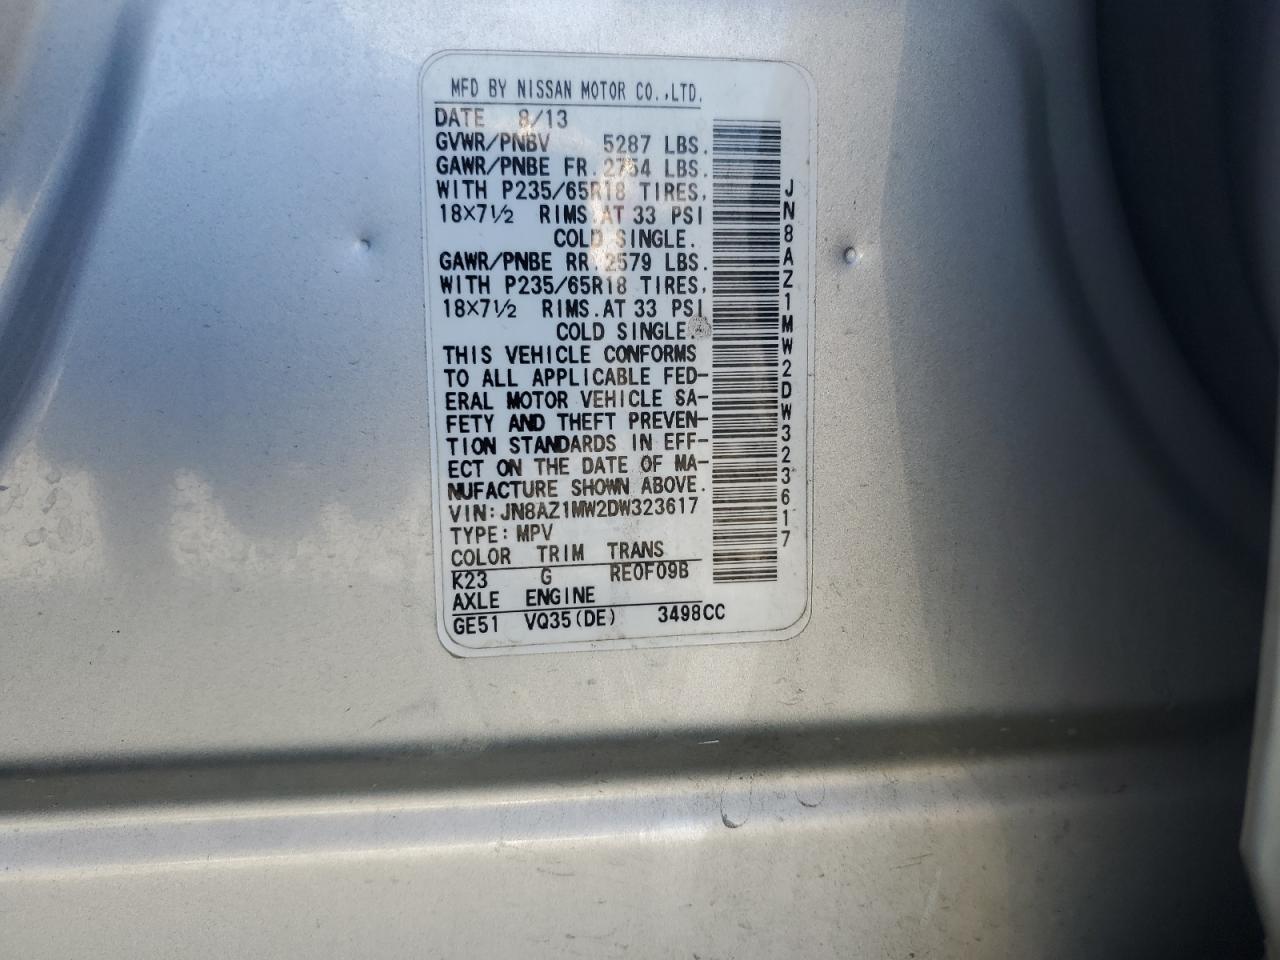 MFD BY NISSAN MOTOR CO.,LTD.
DATE 8/13
GVWR/PNBV 5287 LBS.
GAWR/PNBE FR 2754 LBS.
WITH P235/65R18 TIRES,
18×7½ RIMS.AT 33 PSI
COLD SINGLE.
GAWR/PNBE RR 2579 LBS.
WITH P235/65R18 TIRES,
18×7½ RIMS.AT 33 PSI
COLD SINGLE.
THIS VEHICLE CONFORMS
TO ALL APPLICABLE FED-
ERAL MOTOR VEHICLE SA-
FETY AND THEFT PREVEN-
TION STANDARDS IN EFF-
ECT ON THE DATE OF MA-
NUFACTURE SHOWN ABOVE.
VIN:JN8AZ1MW2DW323617
TYPE:MPV
COLOR TRIM TRANS
K23 G RE0F09B
AXLE ENGINE
GE51 VQ35(DE) 3498CC
JN8AZ1MW2DW323617